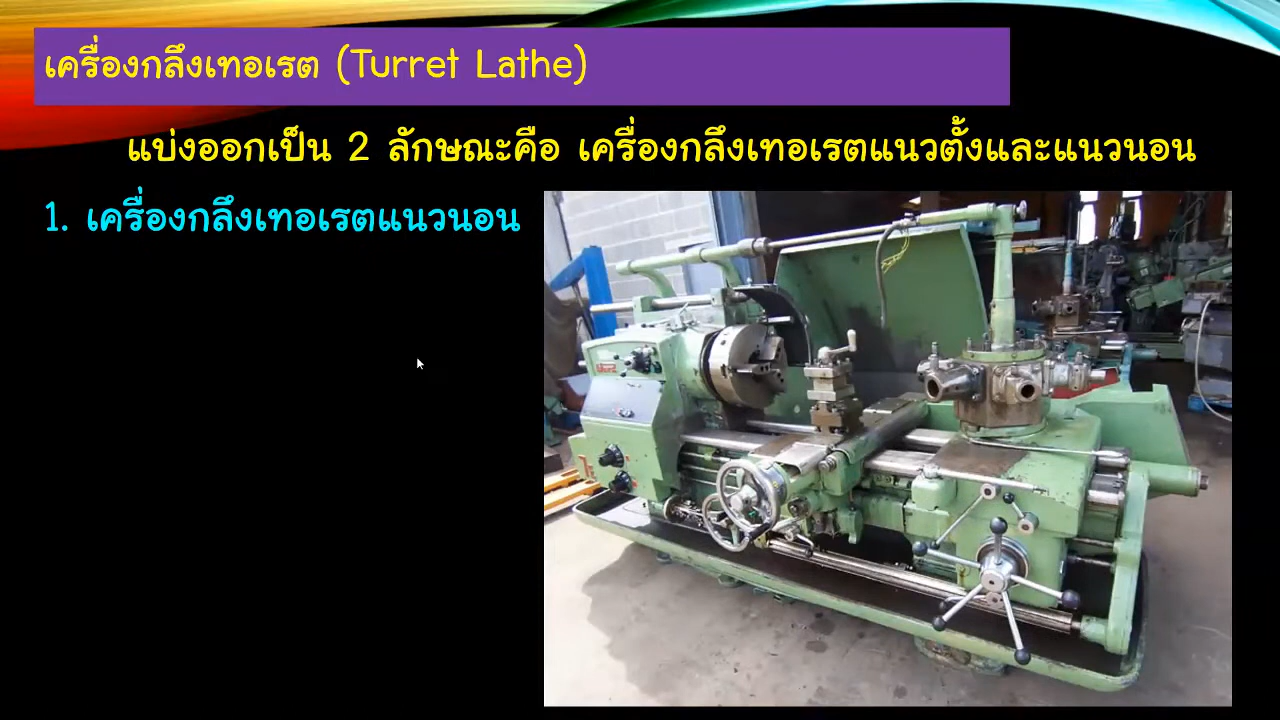 เครื่องกลึงเทอเรต (Turret Lathe)
แบ่งออกเป็น 2 ลักษณะคือ เครื่องกลึงเทอเรตแนวตั้งและแนวนอน
1. เครื่องกลึงเทอเรตแนวนอน